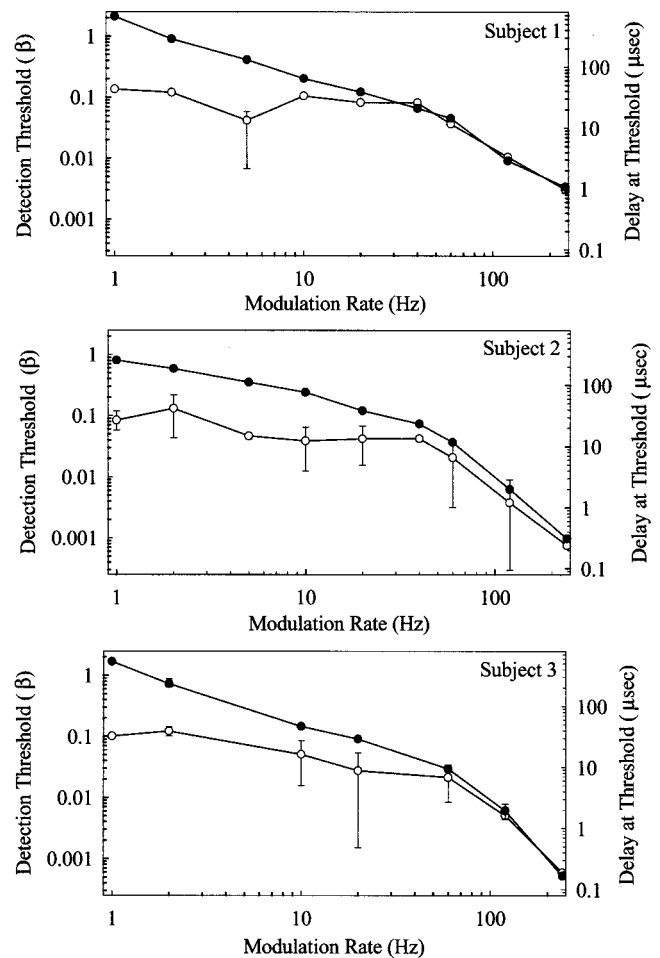 Subject 1
Detection Threshold (β)
1
0.1
0.01
0.001
100
10
1
0.1
Delay at Threshold (μsec)
1
10
100
Modulation Rate (Hz)
Subject 2
Detection Threshold (β)
1
0.1
0.01
0.001
100
10
1
0.1
Delay at Threshold (μsec)
1
10
100
Modulation Rate (Hz)
Subject 3
Detection Threshold (β)
1
0.1
0.01
0.001
100
10
1
0.1
Delay at Threshold (μsec)
1
10
100
Modulation Rate (Hz)